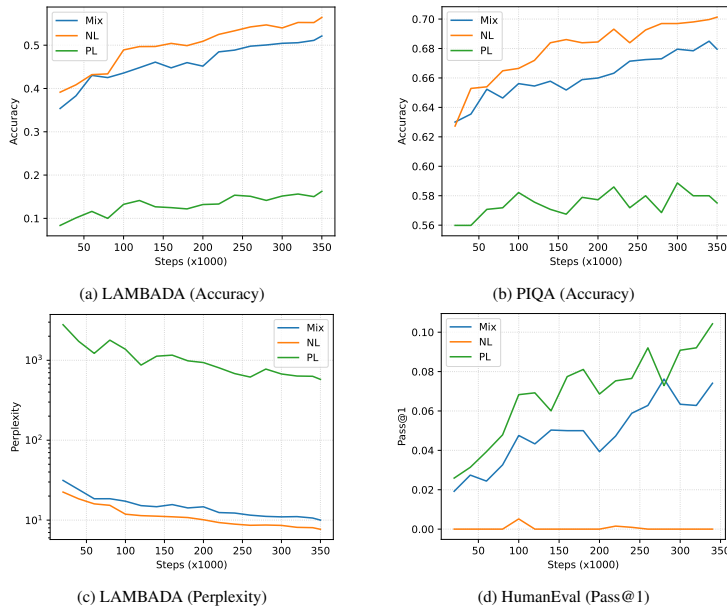 Mix
NL
PL
Accuracy
0.5
0.4
0.3
0.2
0.1
50 100 150 200 250 300 350
Steps (x1000)
(a) LAMBADA (Accuracy)
Mix
NL
PL
Accuracy
0.70
0.68
0.66
0.64
0.62
0.60
0.58
0.56
50 100 150 200 250 300 350
Steps (x1000)
(b) PIQA (Accuracy)
Mix
NL
PL
Perplexity
10³
10²
10¹
50 100 150 200 250 300 350
Steps (x1000)
(c) LAMBADA (Perplexity)
Mix
NL
PL
Pass@1
0.10
0.08
0.06
0.04
0.02
0.00
50 100 150 200 250 300 350
Steps (x1000)
(d) HumanEval (Pass@1)